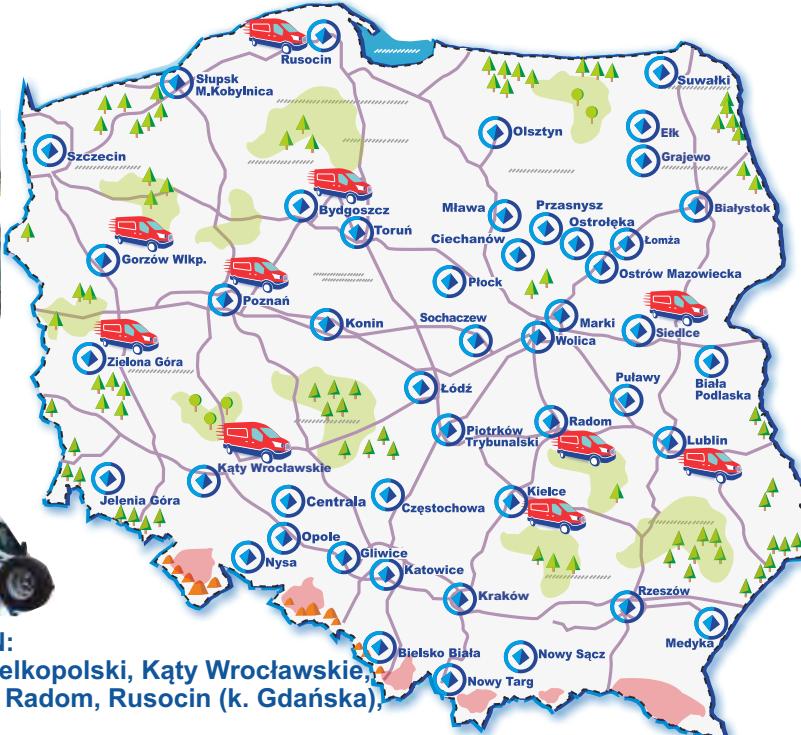 Rusocin
Słupsk
M.Kobylnica
Suwałki
Szczecin
Olsztyn
Ełk
Grajewo
Bydgoszcz
Toruń
Mława
Przasnysz
Ostrołęka
Białystok
Ciechanów
Łomża
Gorzów Wlkp.
Ostrów Mazowiecka
Płock
Poznań
Konin
Sochaczew
Marki
Wolica
Siedlce
Zielona Góra
Łódź
Puławy
Biała
Podlaska
Piotrków
Trybunalski
Radom
Lublin
Kąty Wrocławskie
Jelenia Góra
Centrala
Częstochowa
Kielce
Opole
Nysa
Gliwice
Katowice
Kraków
Rzeszów
Medyka
Bielsko Biała
Nowy Sącz
Nowy Targ
N:
elkopolski, Kąty Wrocławskie,
Radom, Rusocin (k. Gdańska),